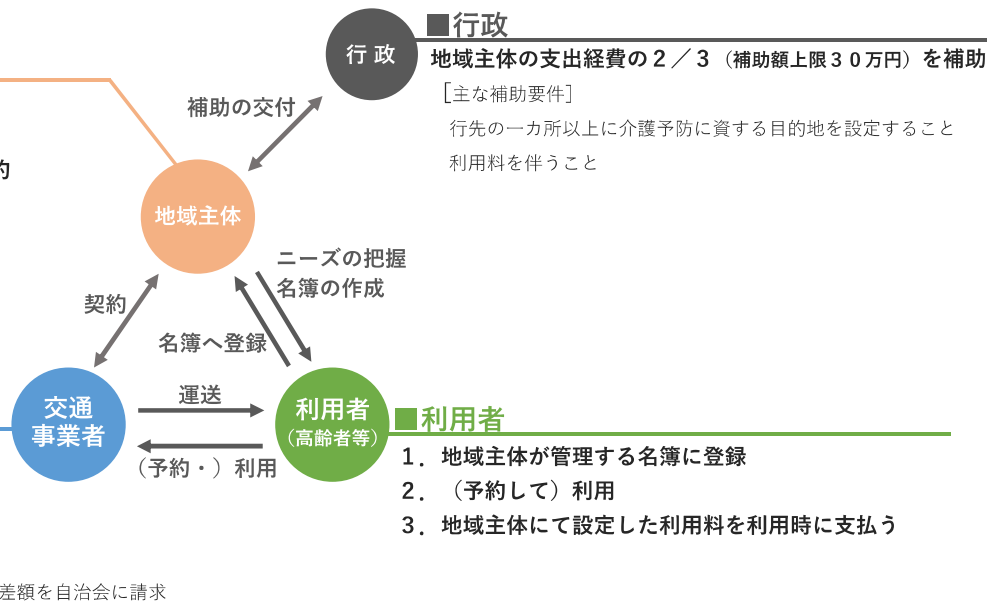 ■行政
行政
地域主体の支出経費の２／３（補助額上限３０万円）を補助
［主な補助要件］
行先の一カ所以上に介護予防に資する目的地を設定すること
利用料を伴うこと
補助の交付
約
地域主体
ニーズの把握
名簿の作成
契約
名簿へ登録
運送
交通
事業者
利用者
（高齢者等）
（予約・）利用
■利用者
１．地域主体が管理する名簿に登録
２．（予約して）利用
３．地域主体にて設定した利用料を利用時に支払う
差額を自治会に請求